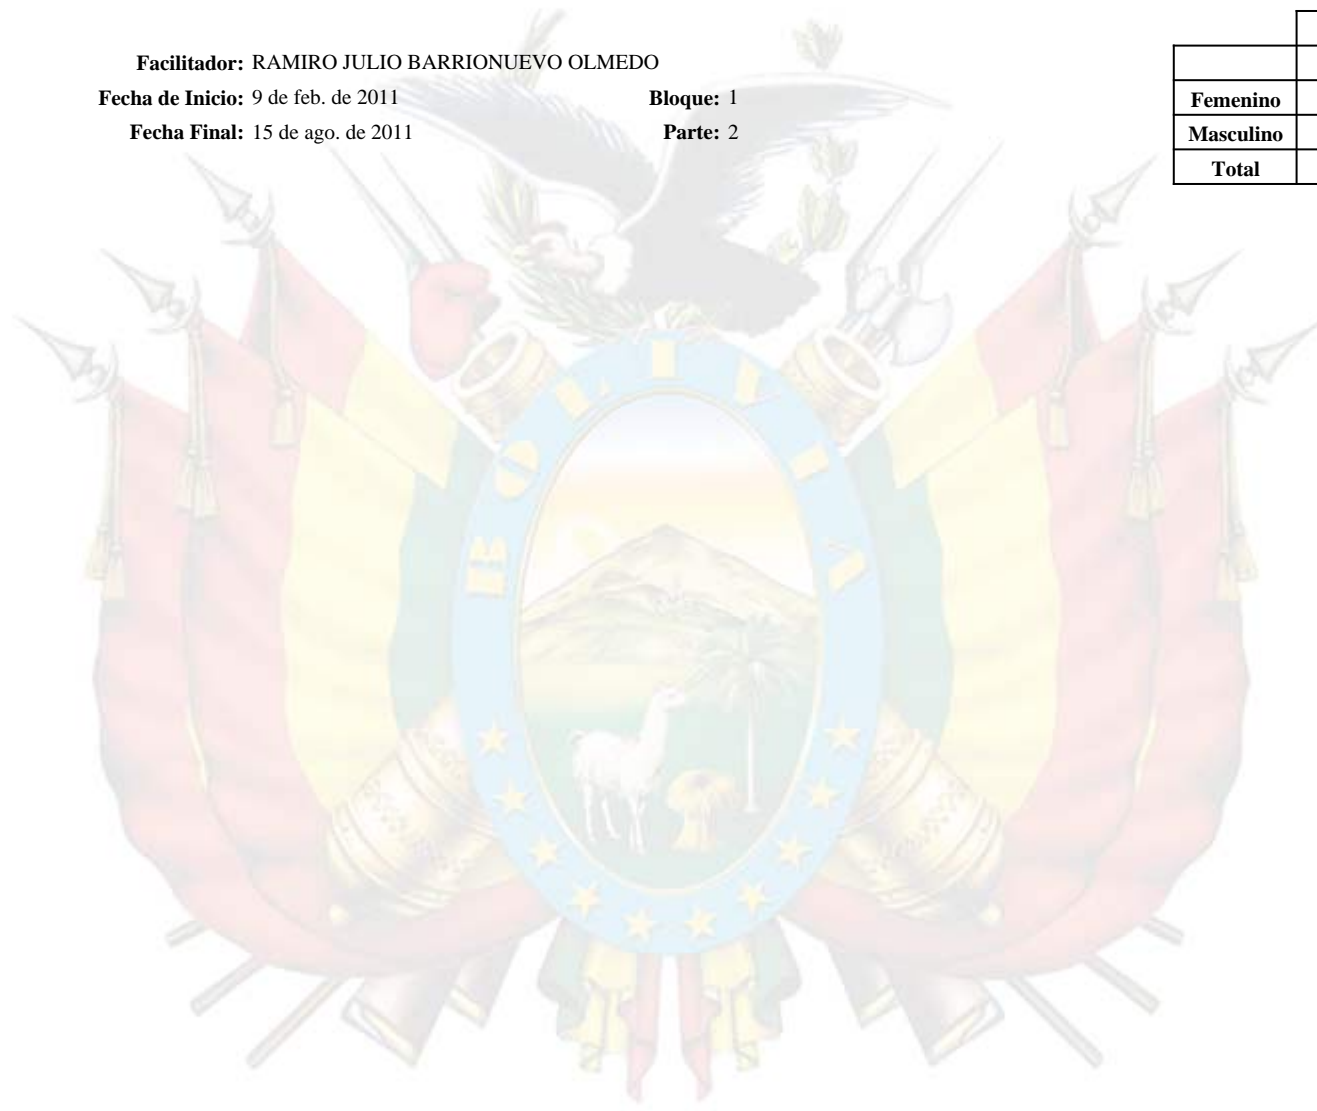 Facilitador: RAMIRO JULIO BARRIONUEVO OLMEDO
Fecha de Inicio: 9 de feb. de 2011 Bloque: 1
Fecha Final: 15 de ago. de 2011 Parte: 2
Femenino
Masculino
Total
BOLIVIA